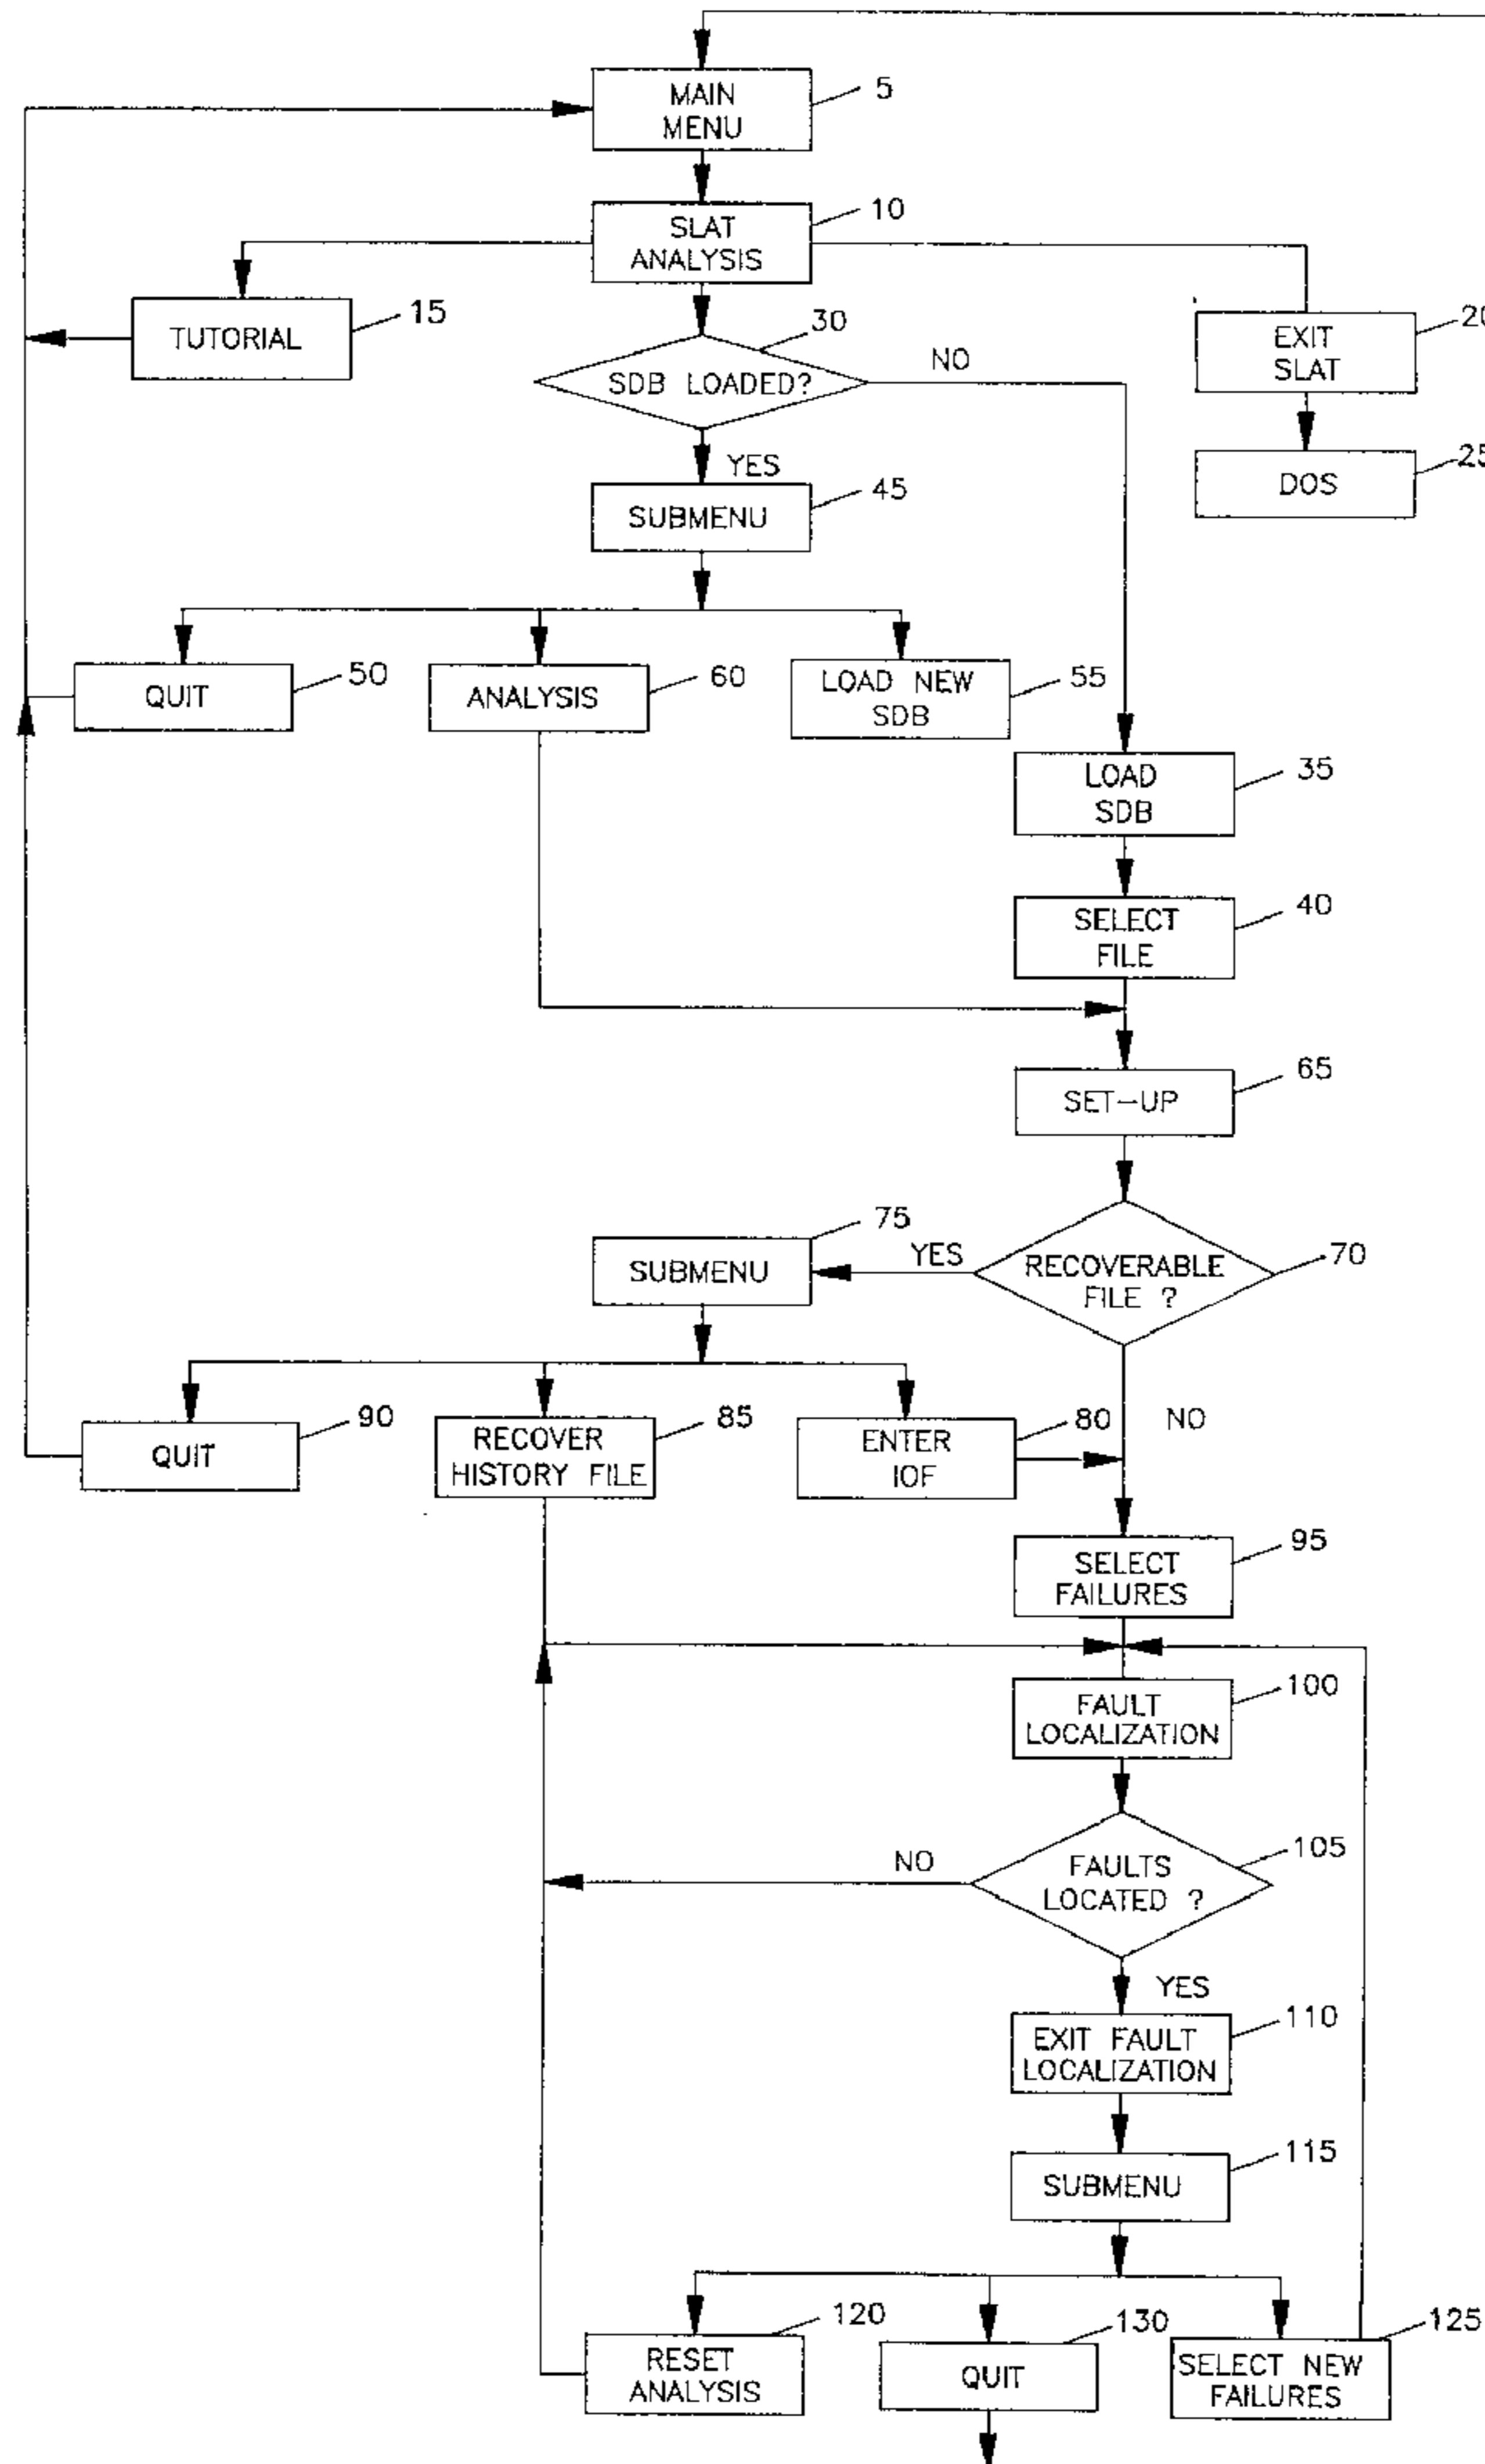 MAIN
MENU
5
SLAT
ANALYSIS
10
TUTORIAL
15
30
SDB LOADED?
NO
EXIT
SLAT
20
YES
DOS
25
SUBMENU
45
QUIT
50
ANALYSIS
60
LOAD NEW
SDB
55
LOAD
SDB
35
SELECT
FILE
40
SET-UP
65
SUBMENU
75
YES
RECOVERABLE
FILE ?
70
QUIT
90
RECOVER
HISTORY FILE
85
ENTER
IOF
80
NO
SELECT
FAILURES
95
FAULT
LOCALIZATION
100
NO
FAULTS
LOCATED ?
105
YES
EXIT FAULT
LOCALIZATION
110
SUBMENU
115
RESET
ANALYSIS
120
QUIT
130
SELECT NEW
FAILURES
125